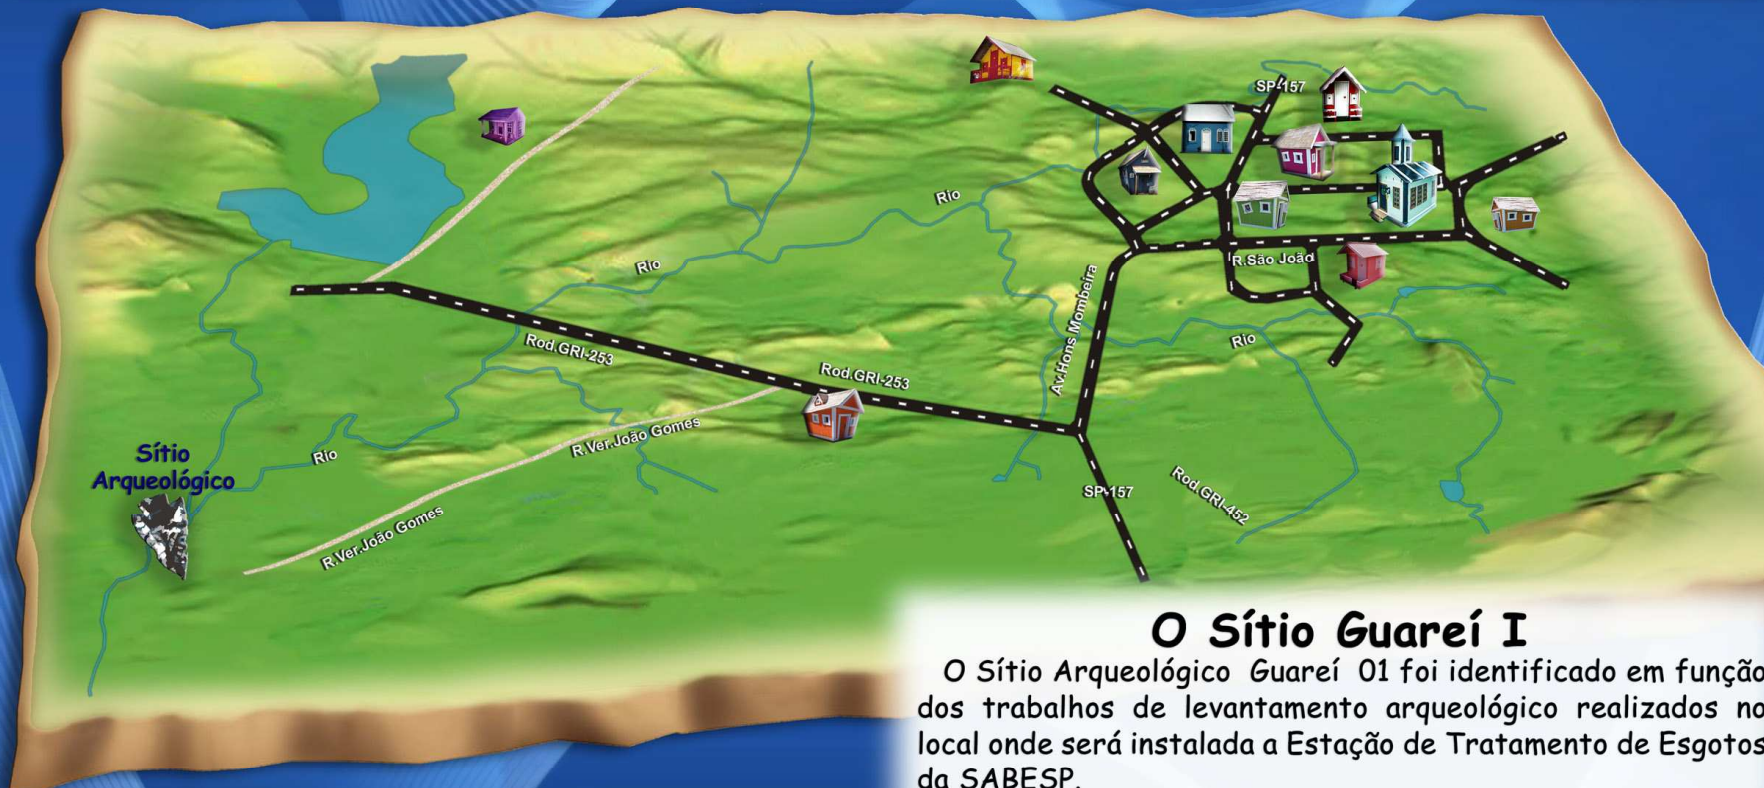 SP-157
Rio
R.São João
Rio
Av.Hons Mombeira
Rod.GRI-253
Rio
Rod.GRI-253
R.Ver.João Gomes
Sítio
Arqueológico
Rio
SP-157
Rod.GRI-452
R.Ver.João Gomes
O Sítio Guareí I
O Sítio Arqueológico Guareí 01 foi identificado em função
dos trabalhos de levantamento arqueológico realizados no
local onde será instalada a Estação de Tratamento de Esgotos
da SABESP.